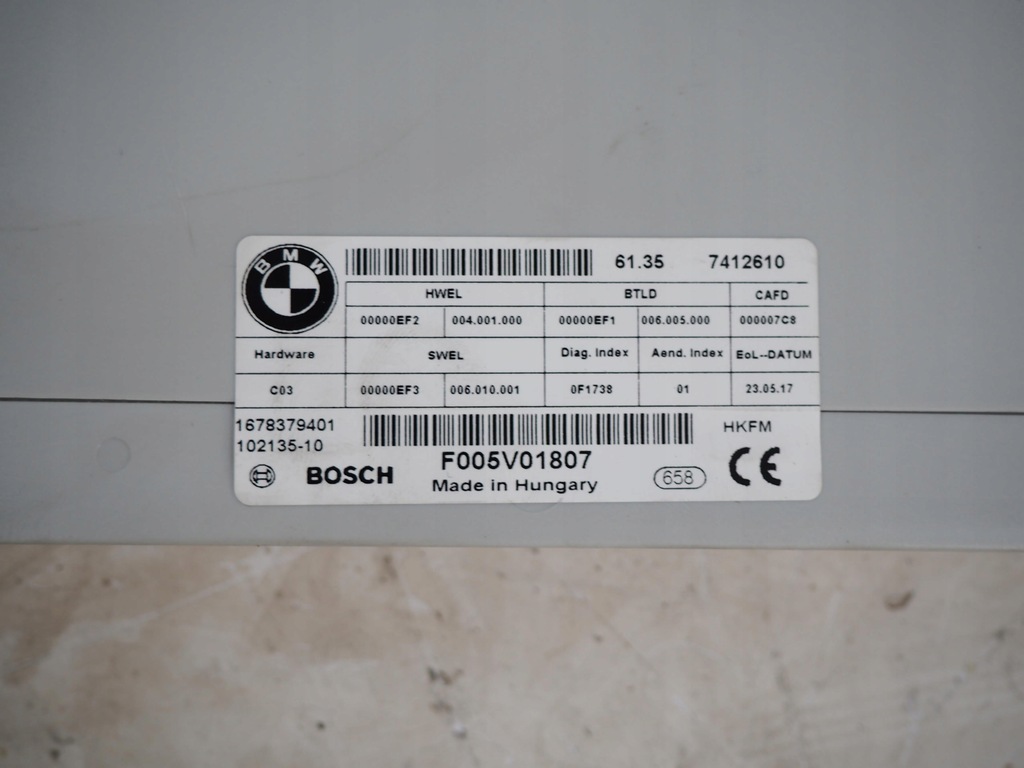 BMW
61.35 7412610
HWEL BTLD CAFD
00000EF2 004.001.000 00000EF1 006.005.000 000007C8
Hardware SWEL Diag. Index Aend. Index EoL--DATUM
C03 00000EF3 006.010.001 0F1738 01 23.05.17
1678379401 HKFM
102135-10
F005V01807
BOSCH Made in Hungary 658 CE